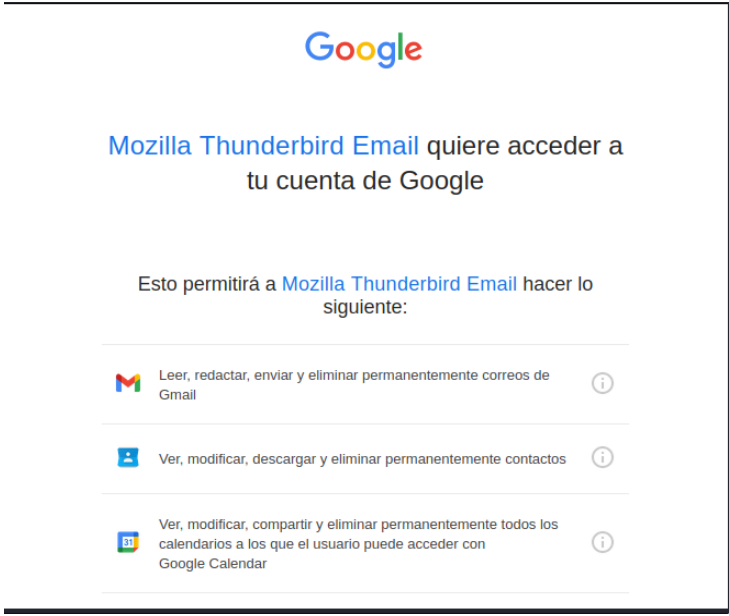 Google
Mozilla Thunderbird Email quiere acceder a
tu cuenta de Google
Esto permitirá a Mozilla Thunderbird Email hacer lo
siguiente:
Leer, redactar, enviar y eliminar permanentemente correos de
Gmail
Ver, modificar, descargar y eliminar permanentemente contactos
31
Ver, modificar, compartir y eliminar permanentemente todos los
calendarios a los que el usuario puede acceder con
Google Calendar